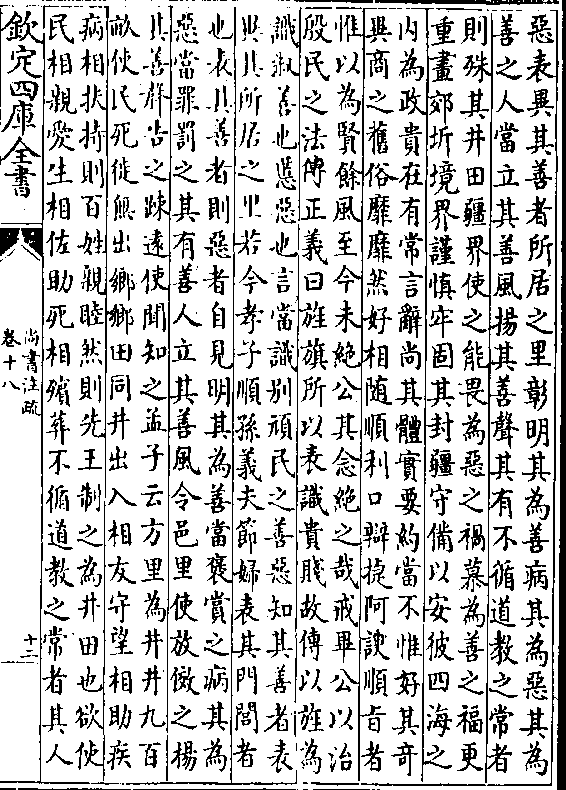 惡表異其善者所居之里彰明其為善病其為惡其為
善之人當立其善風揚其善聲其有不循道教之常者
則殊其井田疆界使之能畏為惡之禍慕為善之福更
重畫郊圻境界謹慎牢固其封疆守備以安彼四海之
内為政貴在有常言辭尚其體實要約當不惟好其奇
異商之舊俗靡靡然好相随順利口辯捷阿諛順旨者
惟以為賢餘風至今未絶公其念絶之哉戒畢公以治
殷民之法傳正義曰旌旗所以表識貴賤故傳以旌為
識淑善也慝惡也言當識别頑民之善惡知其善者表
異其所居之里若今孝子順孫義夫節婦表其門閭者
也表其善者則惡者自見明其為善當褒賞之病其為
惡當罪罰之其有善人立其善風令邑里使放傚之揚
其善聲告之踈遠使聞知之孟子云方里為井井九百
畝使民死徙無出鄉鄉田同井出入相友守望相助疾
病相扶持則百姓親睦然則先王制之為井田也欲使
民相親愛生相佐助死相殯葬不循道教之常者其人
欽定四庫全書
尚書注疏
卷十八
十二